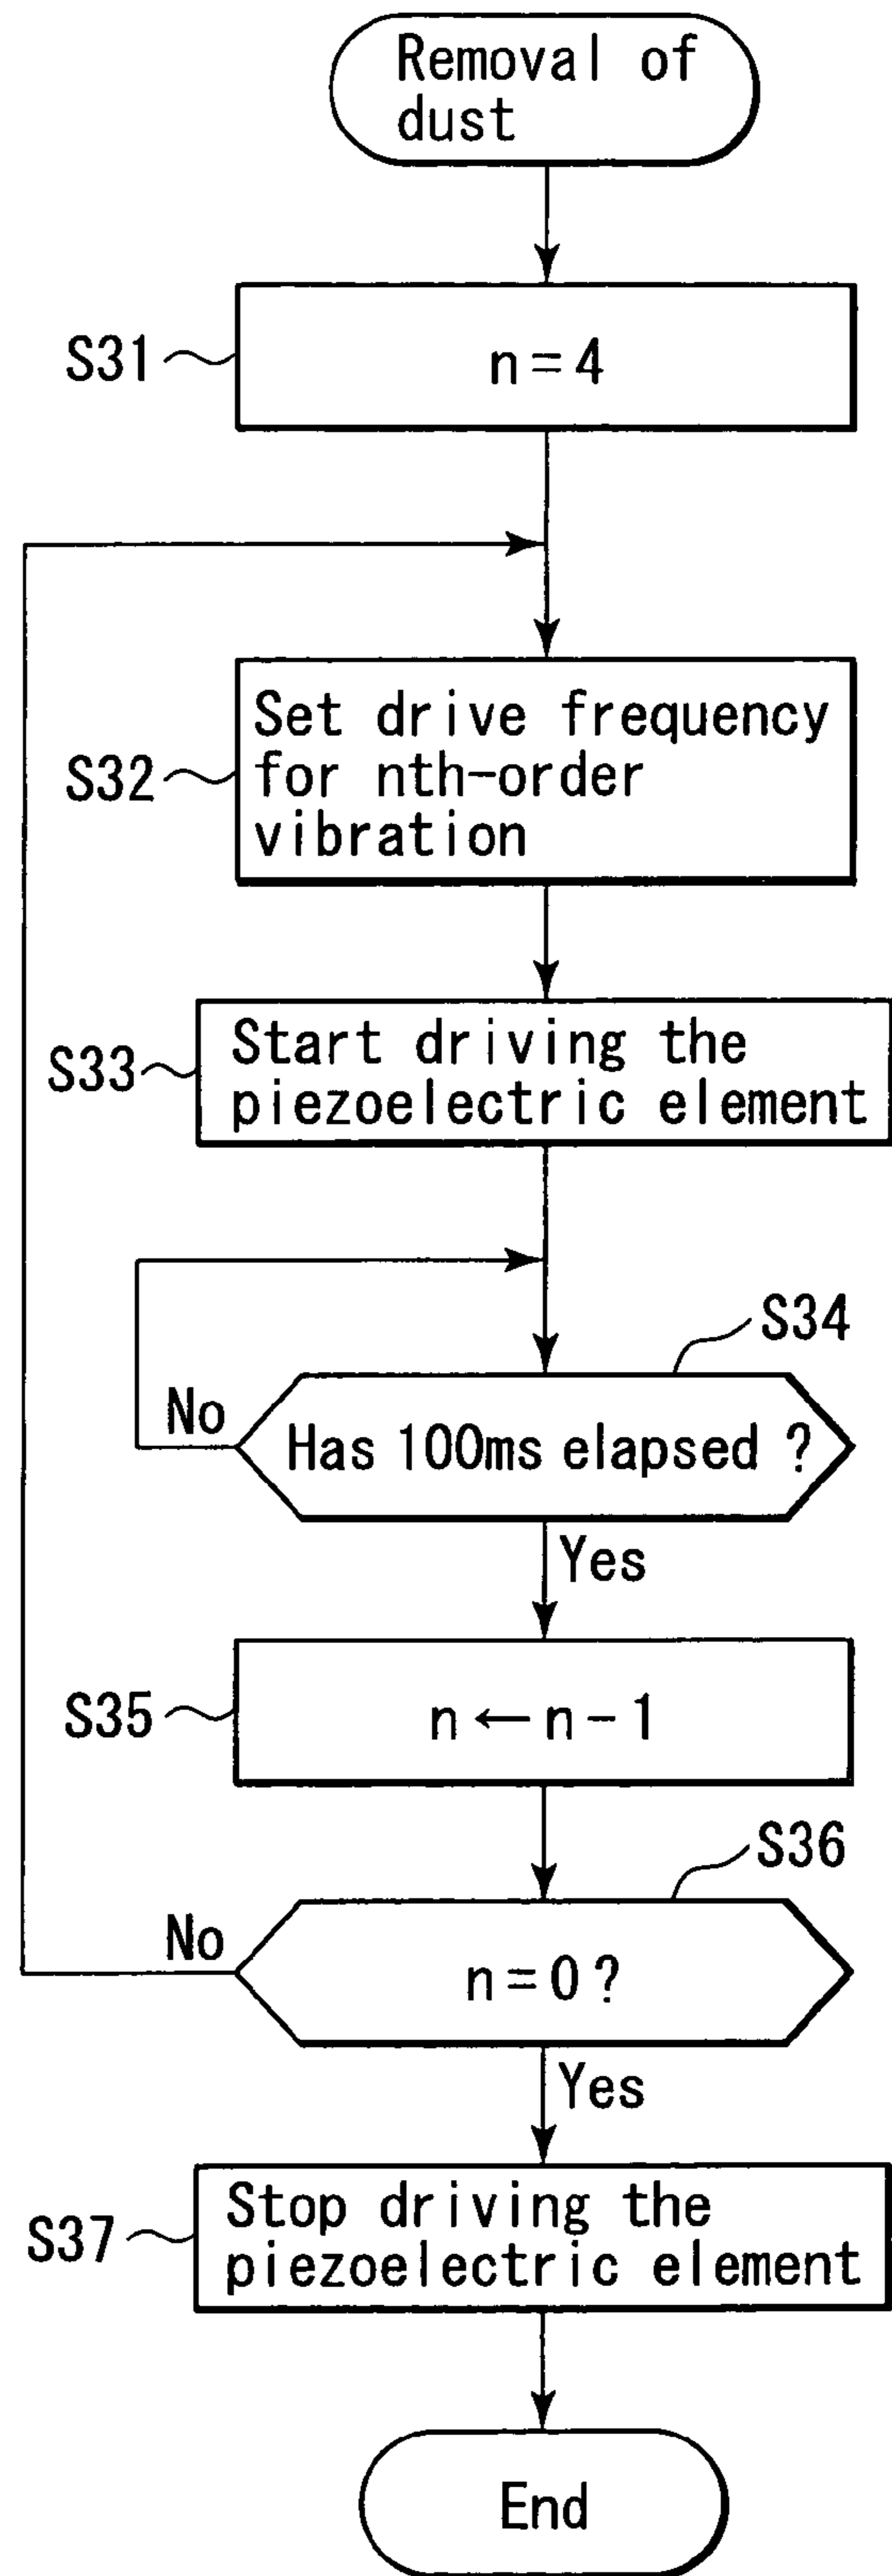 Removal of
dust
S31
n=4
S32
Set drive frequency
for nth-order
vibration
S33
Start driving the
piezoelectric element
S34
No
Has 100ms elapsed ?
Yes
S35
n←n-1
S36
No
n=0?
Yes
S37
Stop driving the
piezoelectric element
End